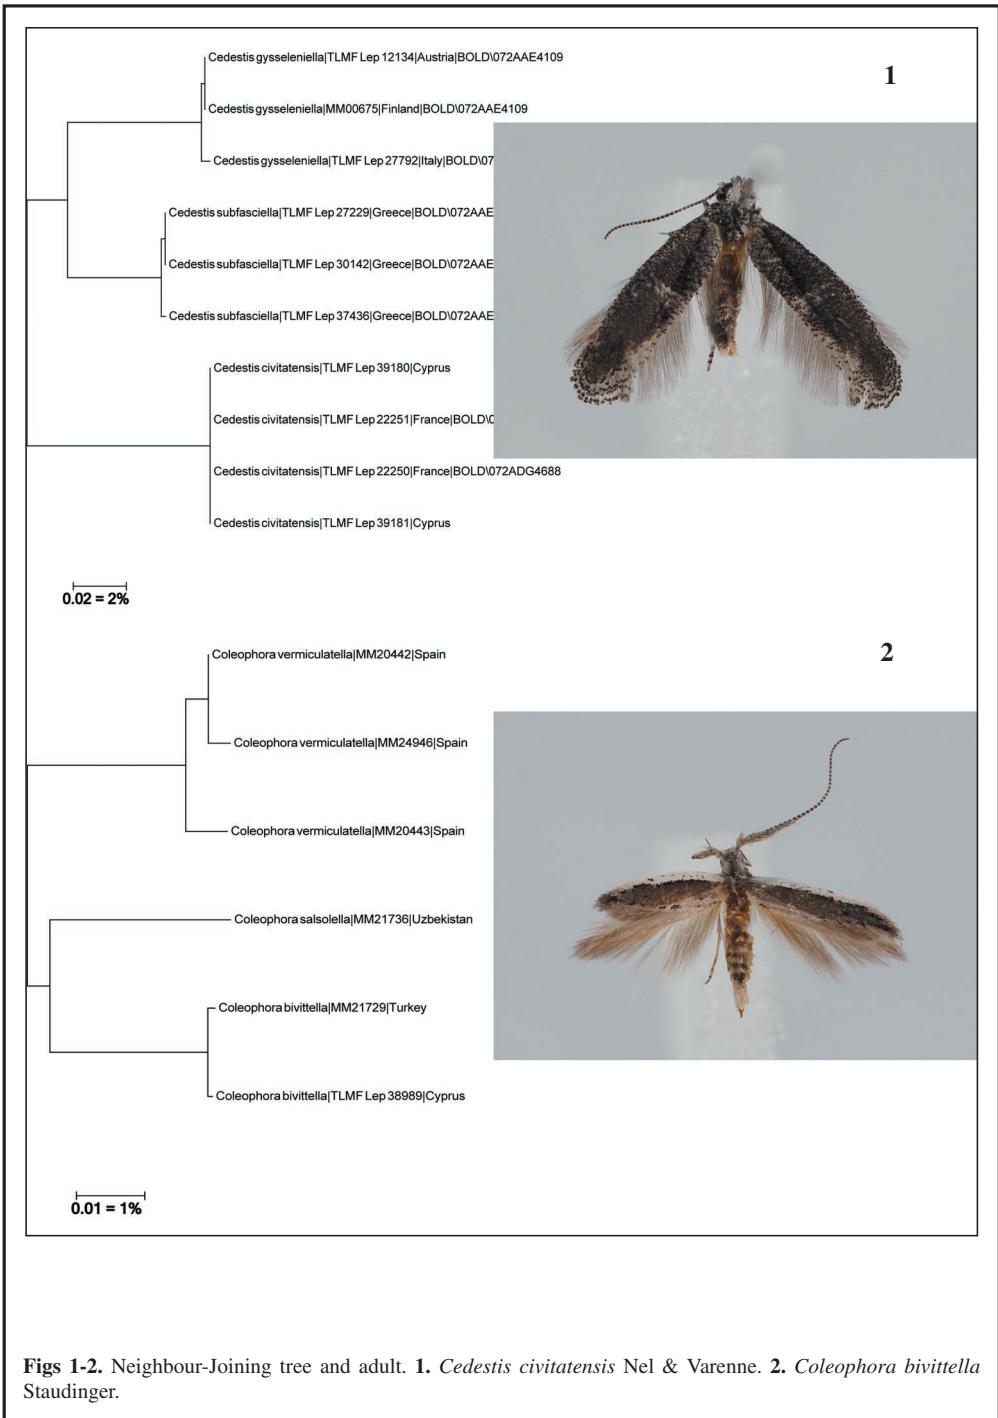 1
Cedestis gysseleniella|TLMF Lep 12134|Austria|BOLD\072AAE4109
Cedestis gysseleniella|MM00675|Finland|BOLD\072AAE4109
Cedestis gysseleniella|TLMF Lep 27792|Italy|BOLD\07
Cedestis subfasciella|TLMF Lep 27229|Greece|BOLD\072AAE
Cedestis subfasciella|TLMF Lep 30142|Greece|BOLD\072AAE
Cedestis subfasciella|TLMF Lep 37436|Greece|BOLD\072AAE
Cedestis civitatensis|TLMF Lep 39180|Cyprus
Cedestis civitatensis|TLMF Lep 22251|France|BOLD\0
Cedestis civitatensis|TLMF Lep 22250|France|BOLD\072ADG4688
Cedestis civitatensis|TLMF Lep 39181|Cyprus
0.02 = 2%
2
Coleophora vermiculatella|MM20442|Spain
Coleophora vermiculatella|MM24946|Spain
Coleophora vermiculatella|MM20443|Spain
Coleophora salsolella|MM21736|Uzbekistan
Coleophora bivittella|MM21729|Turkey
Coleophora bivittella|TLMF Lep 38989|Cyprus
0.01 = 1%
Figs 1-2. Neighbour-Joining tree and adult. 1. Cedestis civitatensis Nel & Varenne. 2. Coleophora bivittella
Staudinger.